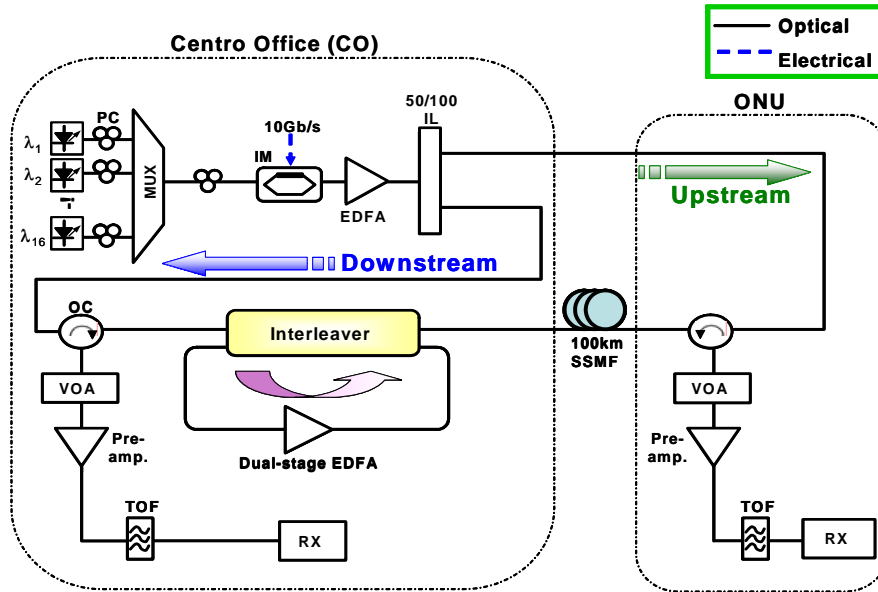 Optical
Electrical
Centro Office (CO)
ONU
50/100
IL
PC
10Gb/s
IM
λ1
λ2
λ16
MUX
EDFA
Upstream
Downstream
OC
Interleaver
100km
SSMF
VOA
VOA
Pre-
amp.
Dual-stage EDFA
Pre-
amp.
TOF
RX
TOF
RX